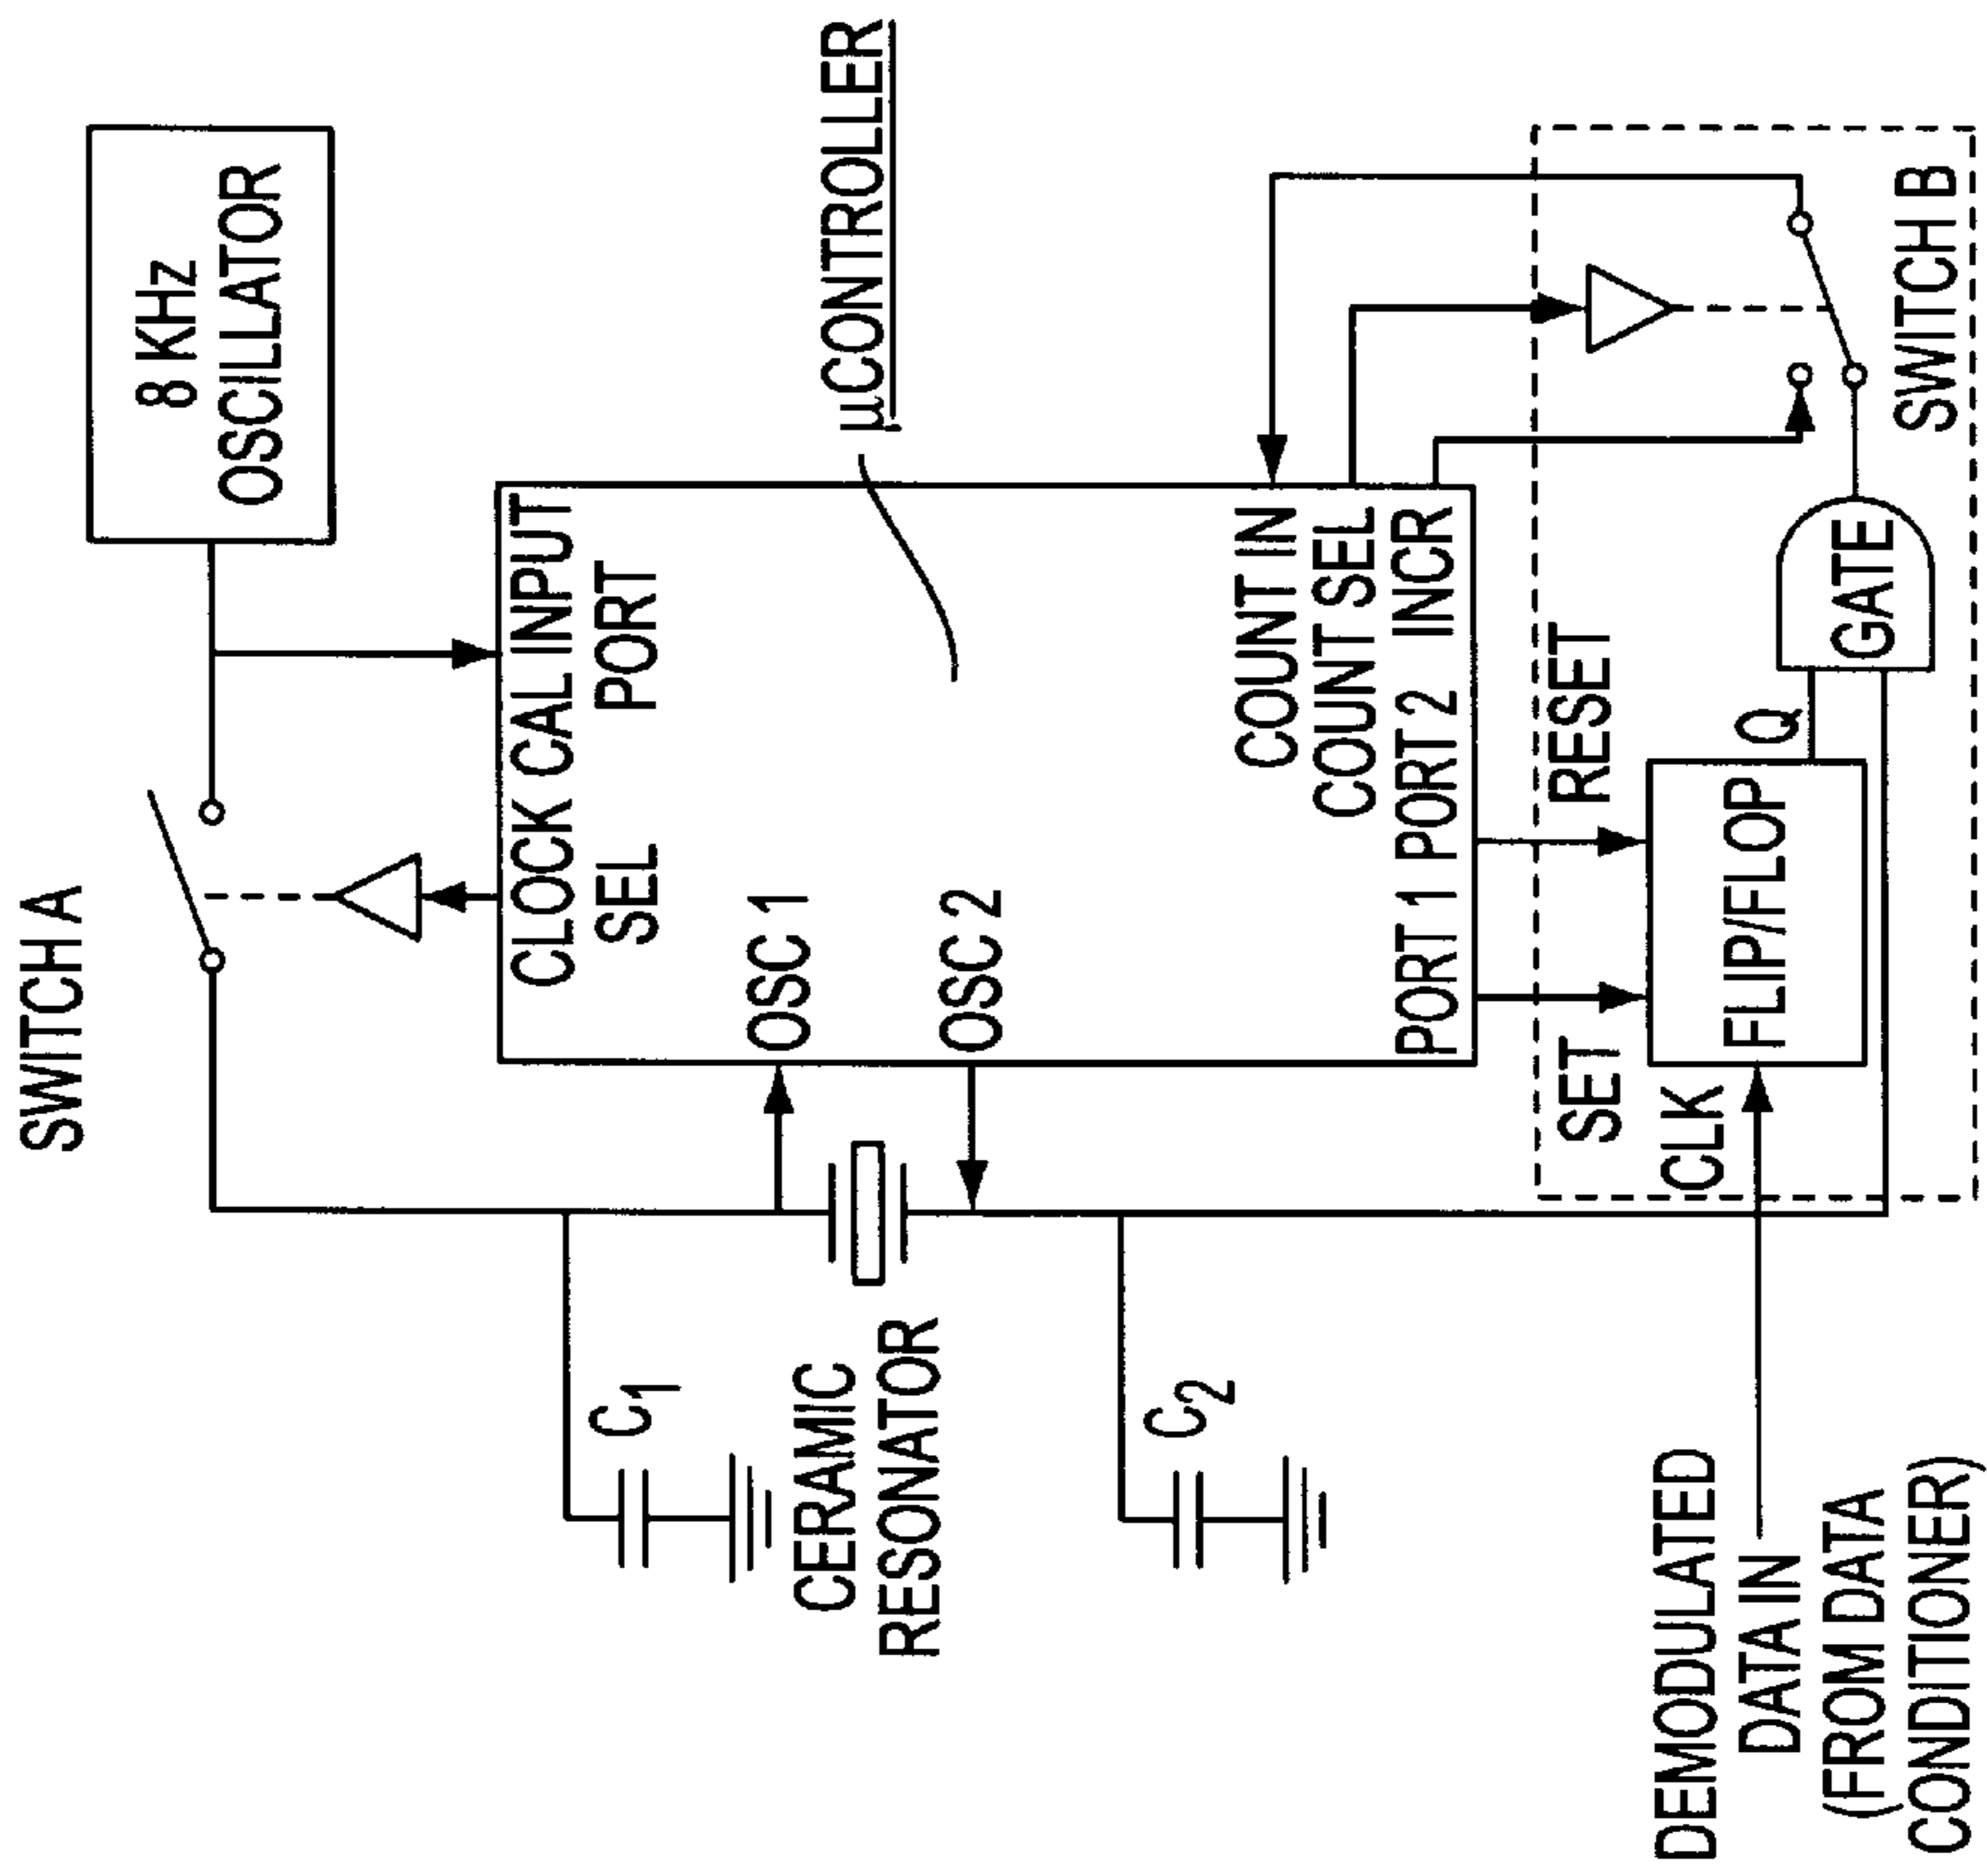 SWITCH A
8 KHz
OSCILLATOR
CLOCK CAL INPUT
SEL PORT
OSC 1
OSC 2
µCONTROLLER
COUNT IN
COUNT SEL
PORT 1 PORT 2 INCR
C1
CERAMIC
RESONATOR
C2
SET
RESET
CLK
FLIP/FLOP
Q
GATE
SWITCH B
DEMODULATED
DATA IN
(FROM DATA
CONDITIONER)